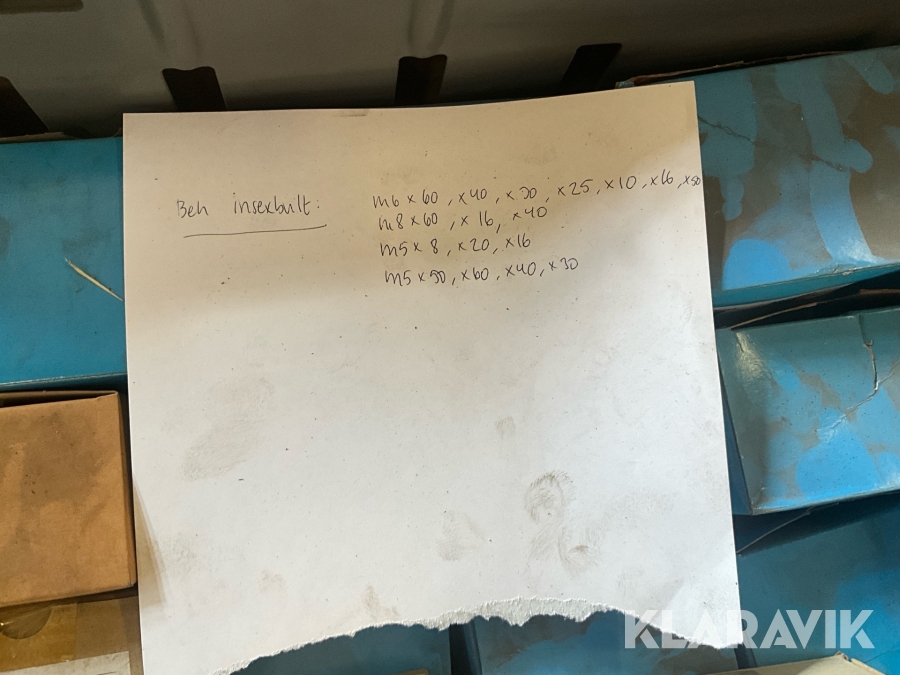 Beh insexbult:
m6 x 60, x 40, x 30, x 25, x 10, x 16, x 50
m8 x 60, x 16, x 40
m5 x 8, x 20, x 16
m5 x 50, x 60, x 40, x 30
KLARAVIK